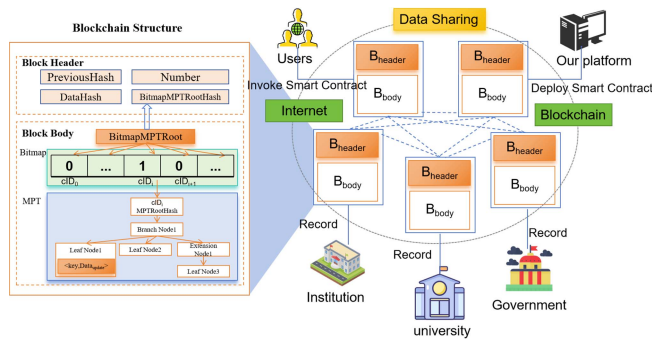 Blockchain Structure
Block Header
PreviousHash
Number
DataHash
BitmapMPTRootHash
Block Body
BitmapMPTRoot
Bitmap
0 ... 1 0 ...
cID0 cIDi cIDi+1
MPT
cIDi
MPTRootHash
Branch Node1
Leaf Node1
Leaf Node2
Extension
Node1
<key,Dataupdate>
Leaf Node3
Data Sharing
Users
Our platform
Invoke Smart Contract
Deploy Smart Contract
Internet
Blockchain
Bheader
Bbody
Bheader
Bbody
Bheader
Bbody
Bheader
Bbody
Bheader
Bbody
Record
Record
Record
Institution
university
Government